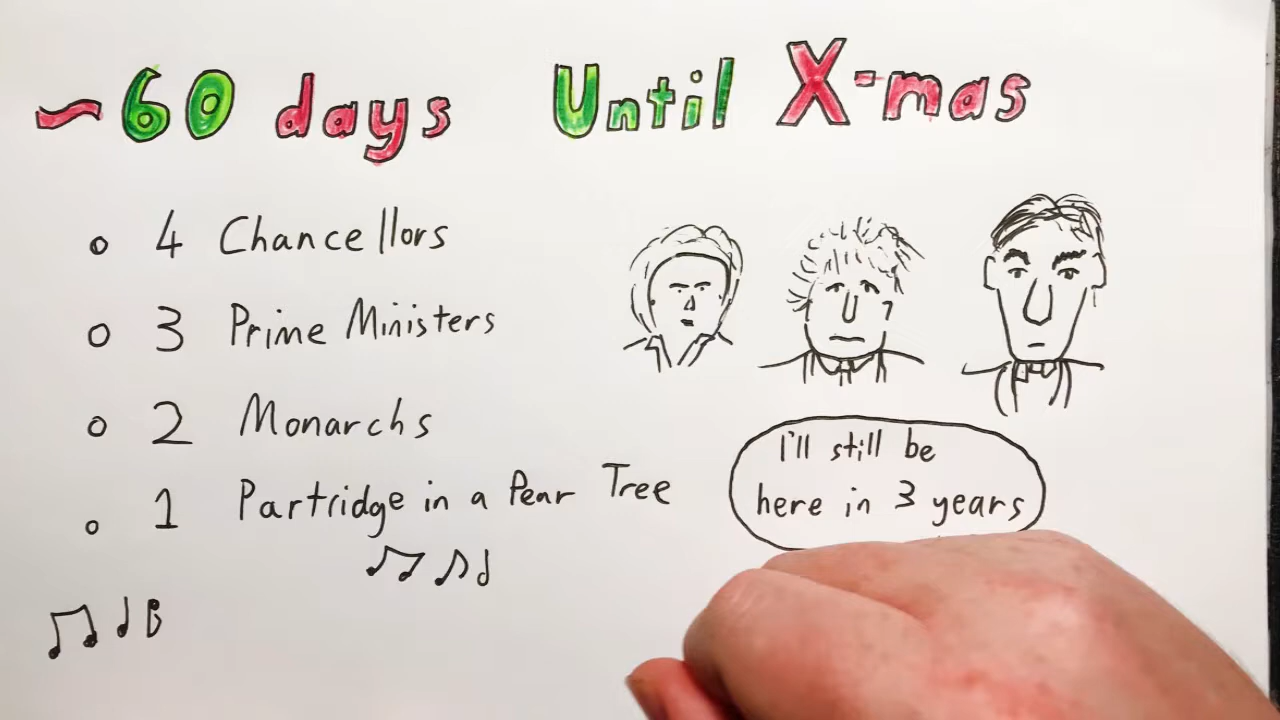 ~60 days Until X-mas
4 Chancellors
3 Prime Ministers
2 Monarchs
1 Partridge in a Pear Tree
I'll still be
here in 3 years